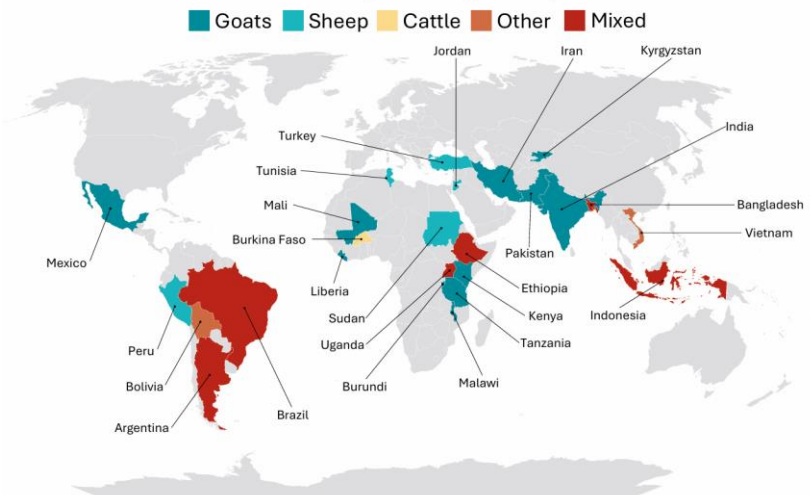 Goats Sheep Cattle Other Mixed
Jordan
Iran
Kyrgyzstan
India
Turkey
Tunisia
Mali
Burkina Faso
Bangladesh
Vietnam
Mexico
Pakistan
Liberia
Ethiopia
Sudan
Kenya
Indonesia
Uganda
Tanzania
Peru
Bolivia
Burundi
Malawi
Brazil
Argentina